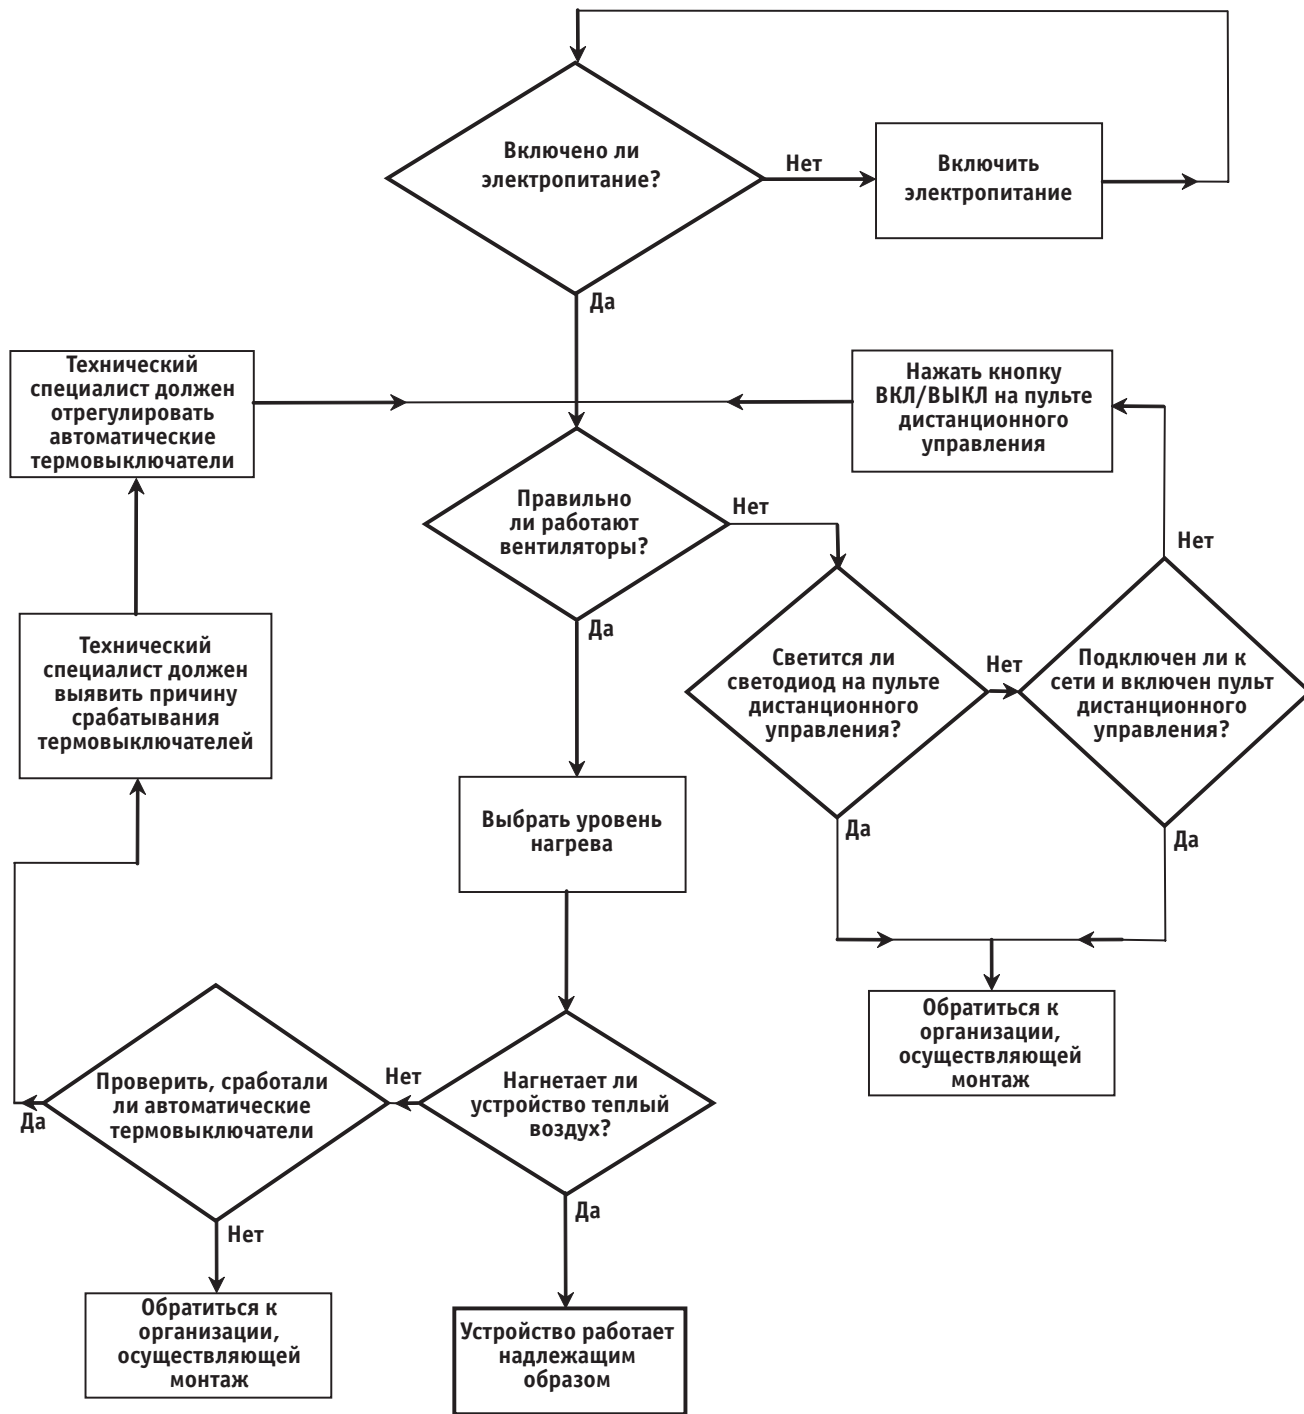 Включено ли
электропитание?
Нет
Включить
электропитание
Да
Технический
специалист должен
отрегулировать
автоматические
термовыключатели
Нажать кнопку
ВКЛ/ВЫКЛ на пульте
дистанционного
управления
Правильно
ли работают
вентиляторы?
Нет
Нет
Да
Технический
специалист должен
выявить причину
срабатывания
термовыключателей
Светится ли
светодиод на пульте
дистанционного
управления?
Нет
Подключен ли к
сети и включен пульт
дистанционного
управления?
Выбрать уровень
нагрева
Да
Да
Обратиться к
организации,
осуществляющей
монтаж
Проверить, сработали
ли автоматические
термовыключатели
Да
Нет
Нагнетает ли
устройство теплый
воздух?
Да
Нет
Обратиться к
организации,
осуществляющей
монтаж
Устройство работает
надлежащим
образом